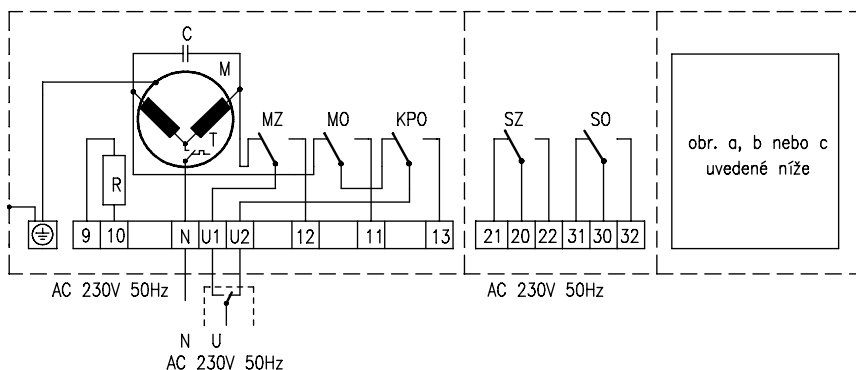 C
M
MZ
MO
KPO
SZ
SO
T
R
obr. a, b nebo c
uvedené níže
9 10 N U1 U2 12 11 13
21 20 22 31 30 32
AC 230V 50Hz
AC 230V 50Hz
N U
AC 230V 50Hz